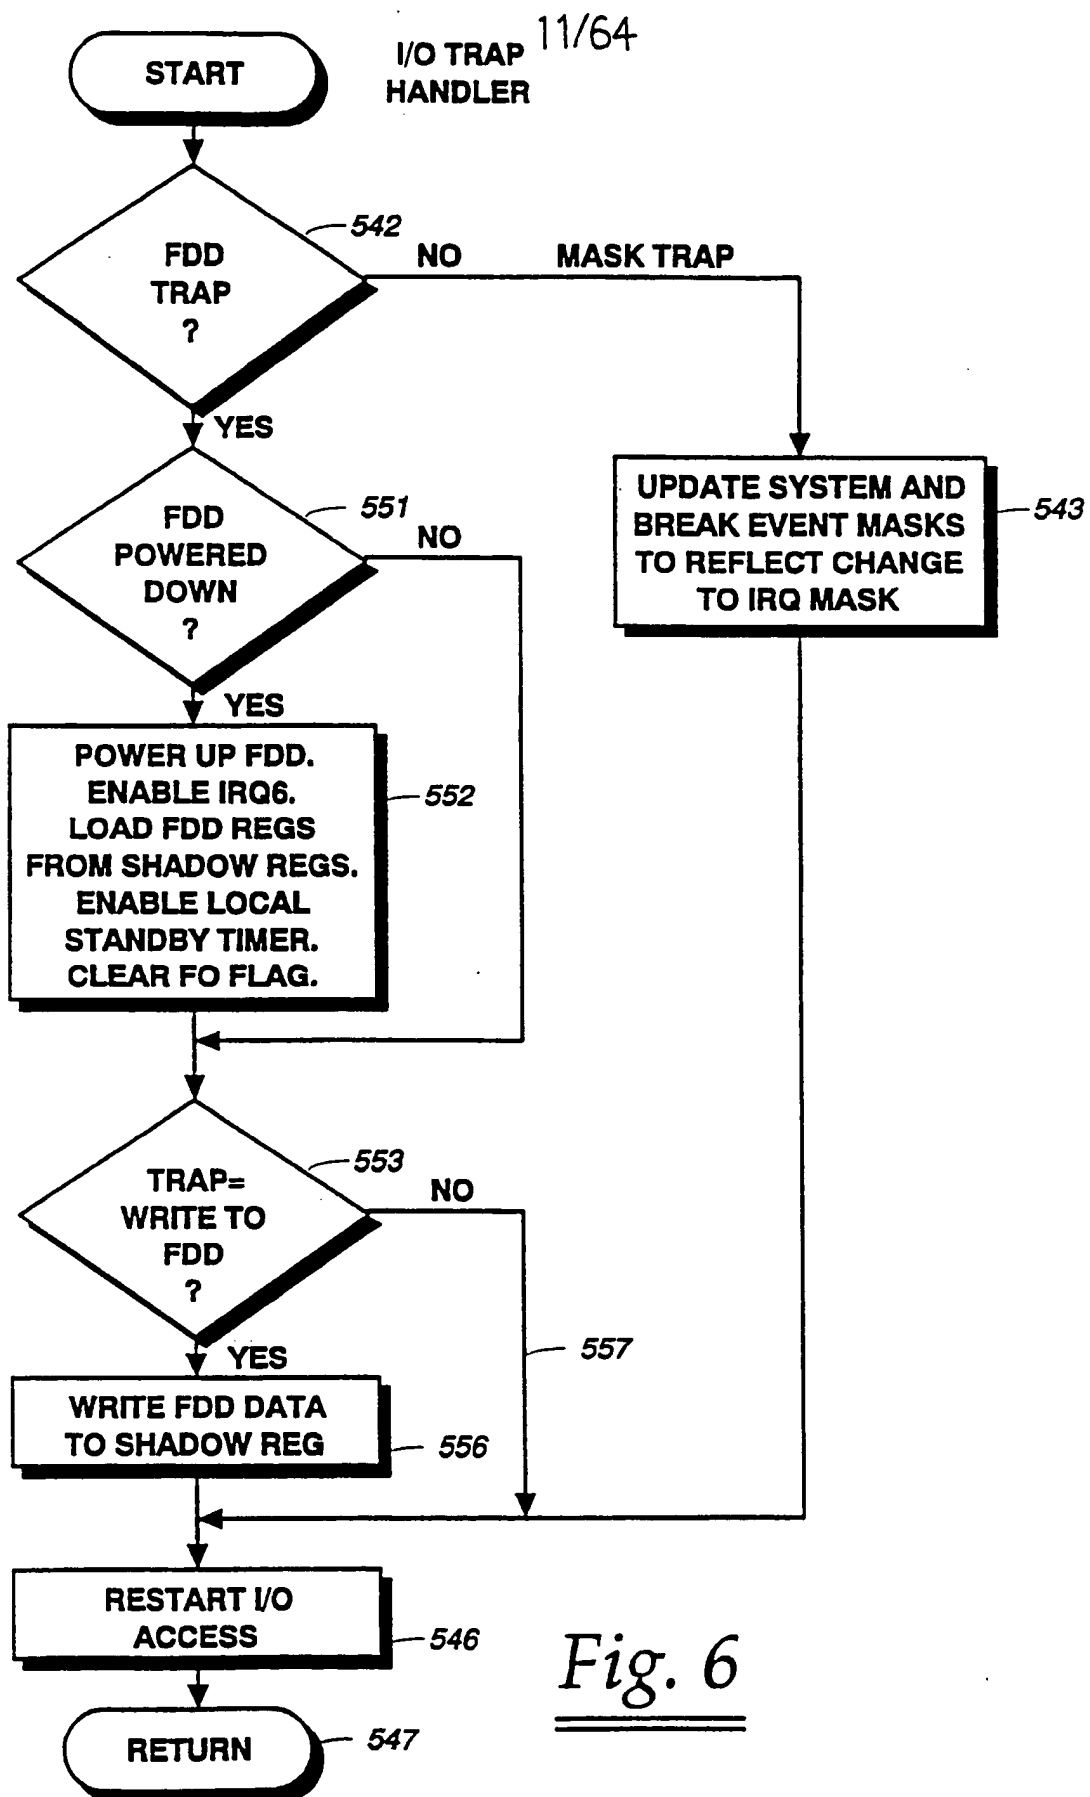 11/64
START
I/O TRAP
HANDLER
542
FDD
TRAP
?
NO
MASK TRAP
YES
551
FDD
POWERED
DOWN
?
NO
UPDATE SYSTEM AND
BREAK EVENT MASKS
TO REFLECT CHANGE
TO IRQ MASK
543
YES
POWER UP FDD.
ENABLE IRQ6.
LOAD FDD REGS
FROM SHADOW REGS.
ENABLE LOCAL
STANDBY TIMER.
CLEAR FO FLAG.
552
553
TRAP=
WRITE TO
FDD
?
NO
557
YES
WRITE FDD DATA
TO SHADOW REG
556
RESTART I/O
ACCESS
546
RETURN
547
Fig. 6